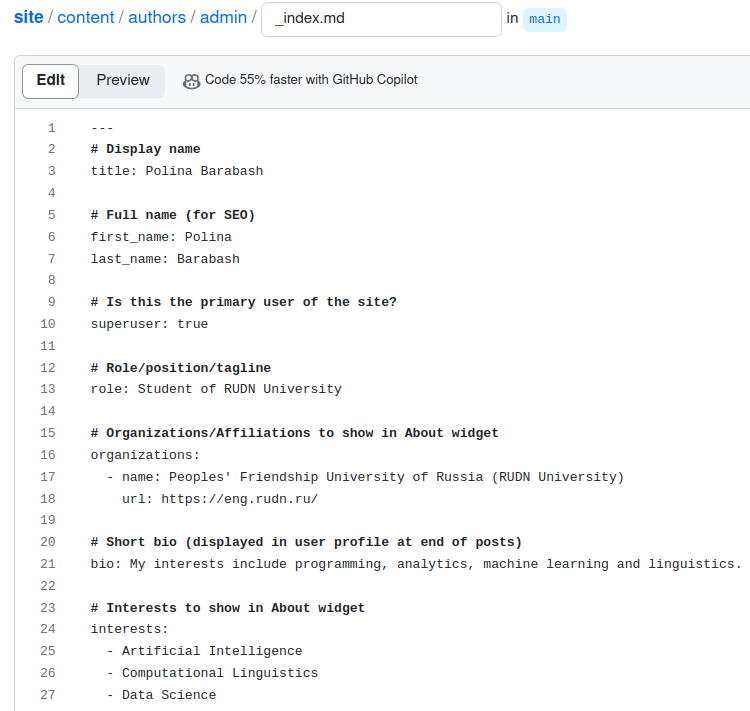 site / content / authors / admin / _index.md in main
Edit Preview Code 55% faster with GitHub Copilot
1 ---
2 # Display name
3 title: Polina Barabash
4
5 # Full name (for SEO)
6 first_name: Polina
7 last_name: Barabash
8
9 # Is this the primary user of the site?
10 superuser: true
11
12 # Role/position/tagline
13 role: Student of RUDN University
14
15 # Organizations/Affiliations to show in About widget
16 organizations:
17 - name: Peoples' Friendship University of Russia (RUDN University)
18 url: https://eng.rudn.ru/
19
20 # Short bio (displayed in user profile at end of posts)
21 bio: My interests include programming, analytics, machine learning and linguistics.
22
23 # Interests to show in About widget
24 interests:
25 - Artificial Intelligence
26 - Computational Linguistics
27 - Data Science